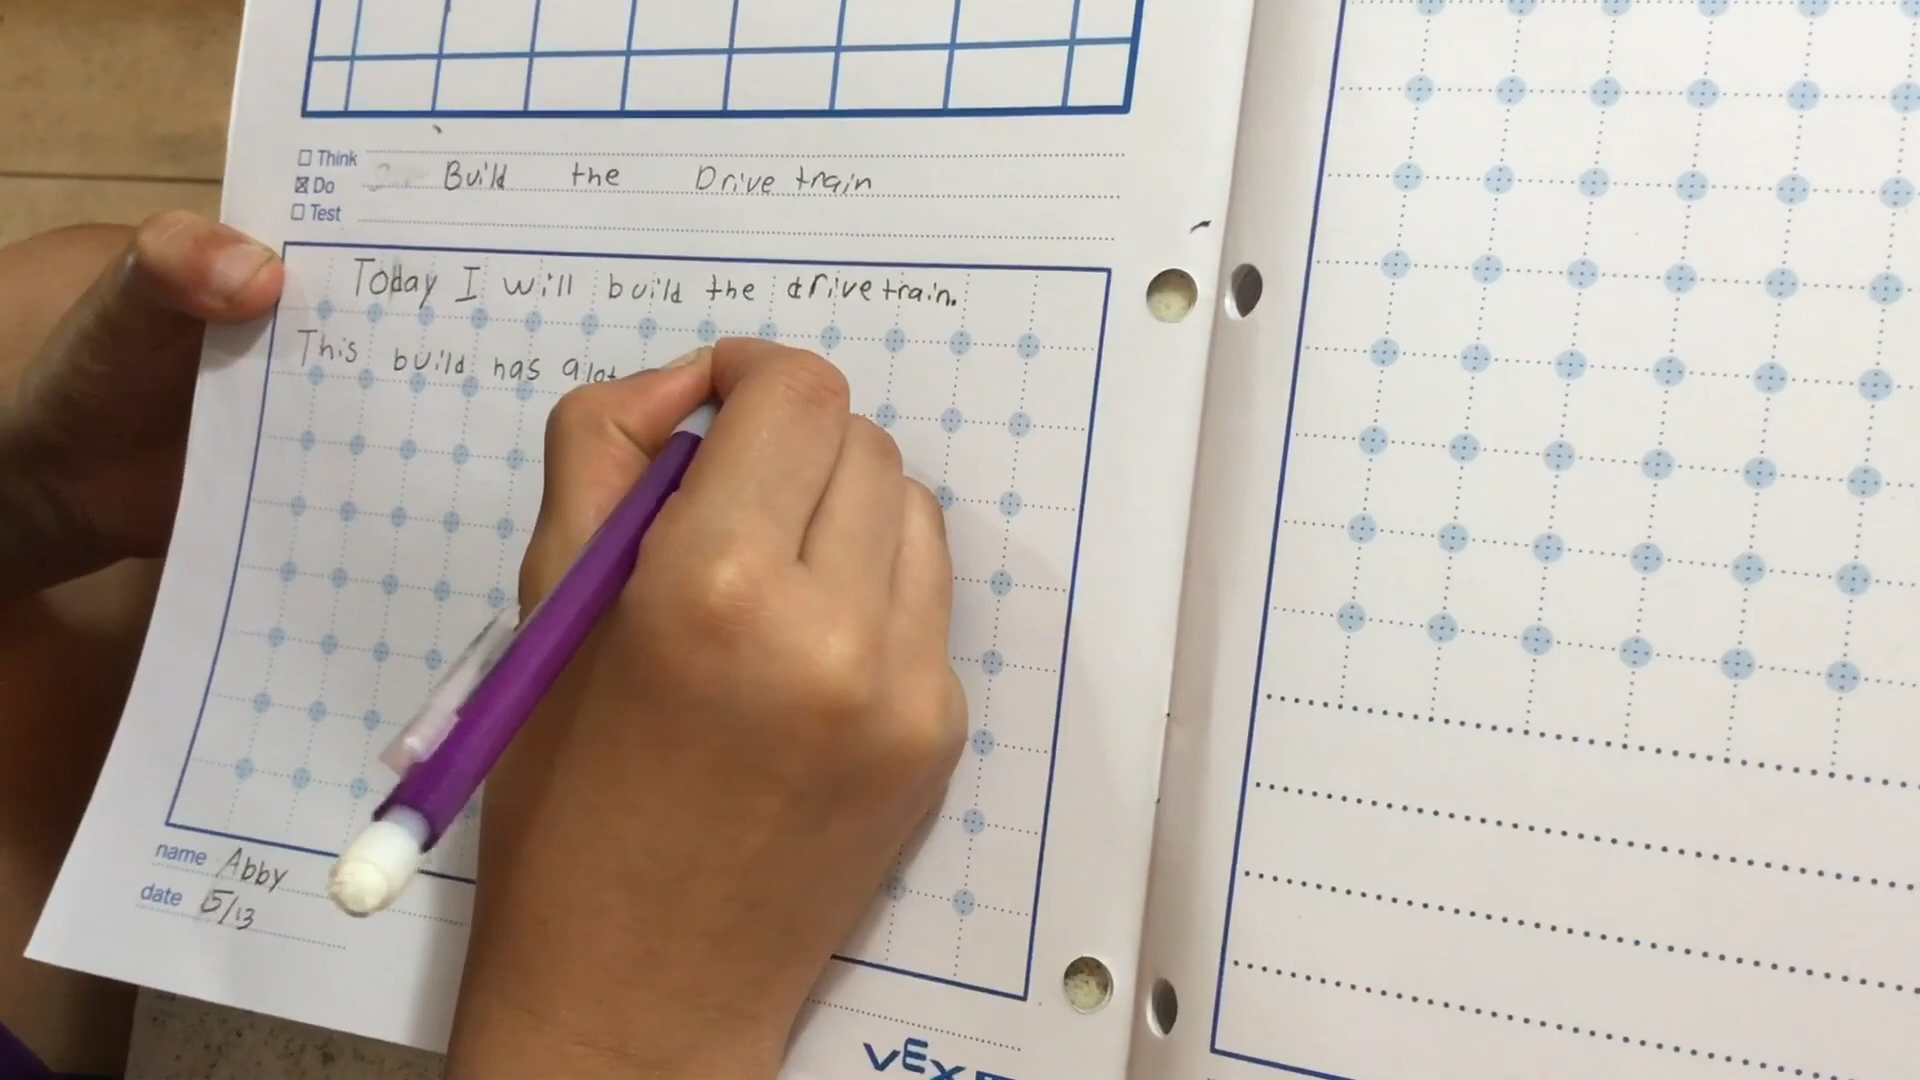 Think
Build the Drive train
Do
Test
Today I will build the drive train.
This build has alot
name Abby
date 5/13
VEX